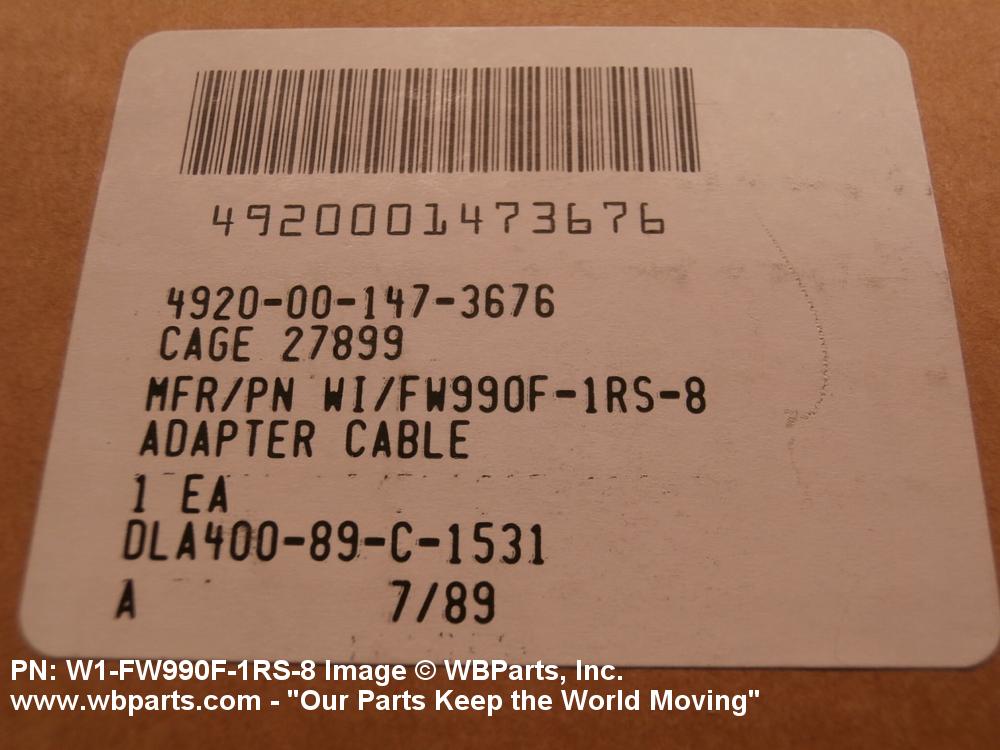 4920001473676
4920-00-147-3676
CAGE 27899
MFR/PN WI/FW990F-1RS-8
ADAPTER CABLE
1 EA
DLA400-89-C-1531
A 7/89
PN: W1-FW990F-1RS-8 Image © WBParts, Inc.
www.wbparts.com - "Our Parts Keep the World Moving"